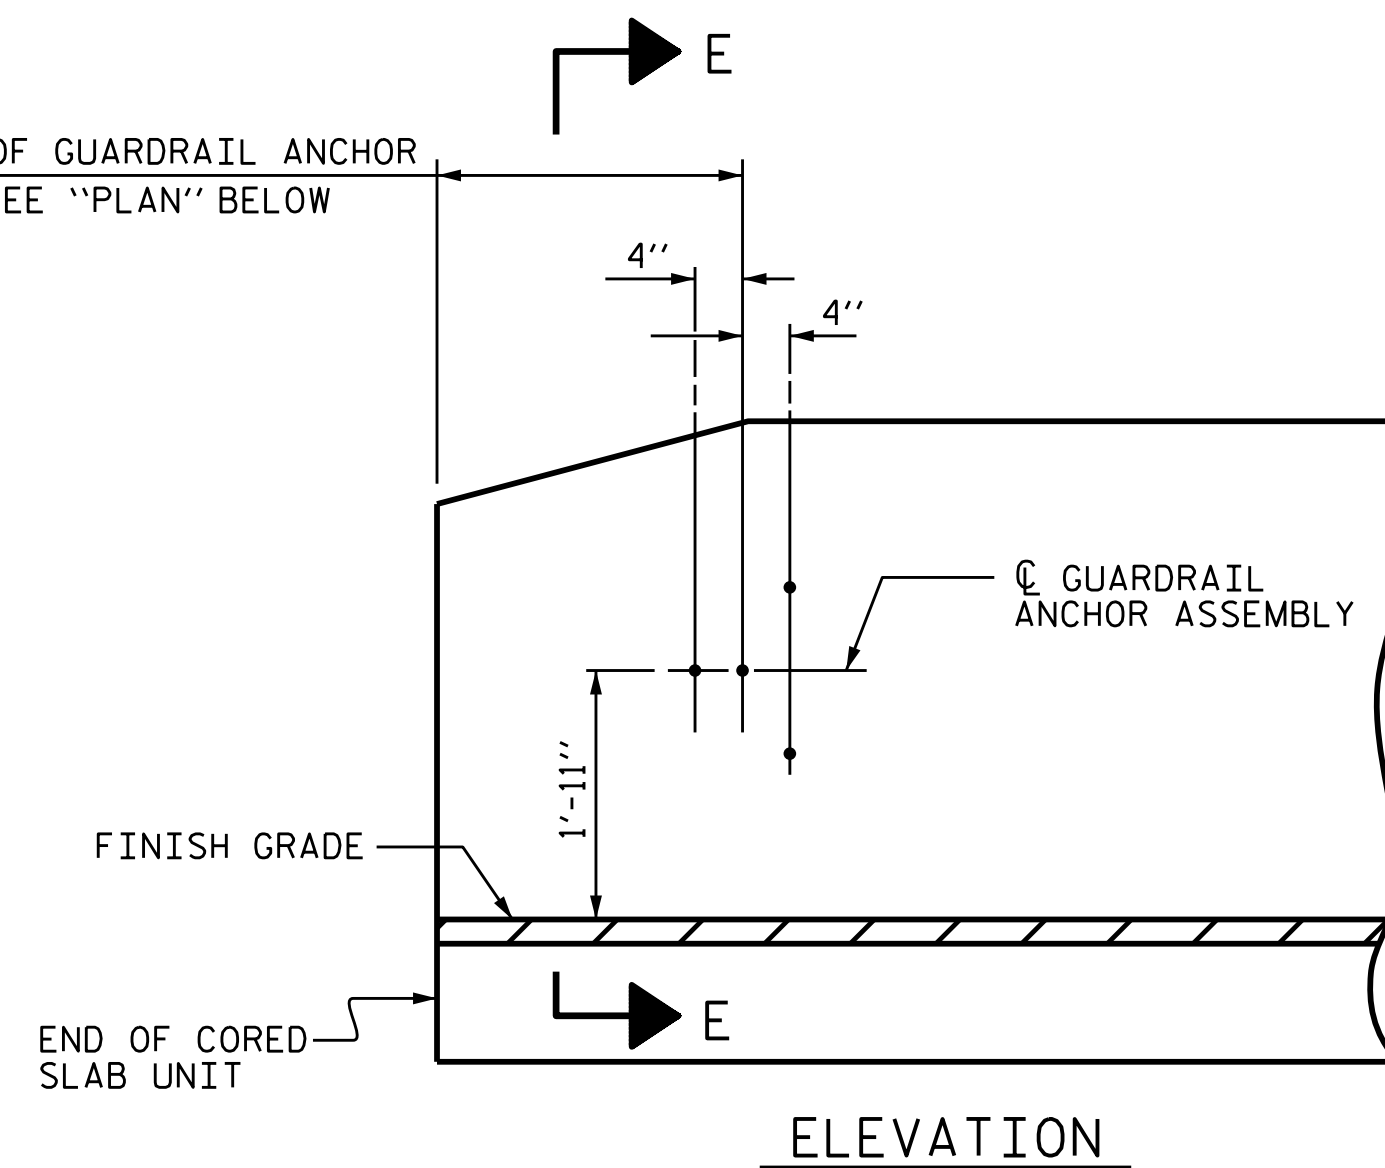 E
OF GUARDRAIL ANCHOR
EE "PLAN" BELOW
4"
4"
℄ GUARDRAIL
ANCHOR ASSEMBLY
1'-11"
FINISH GRADE
END OF CORED
SLAB UNIT
E
ELEVATION